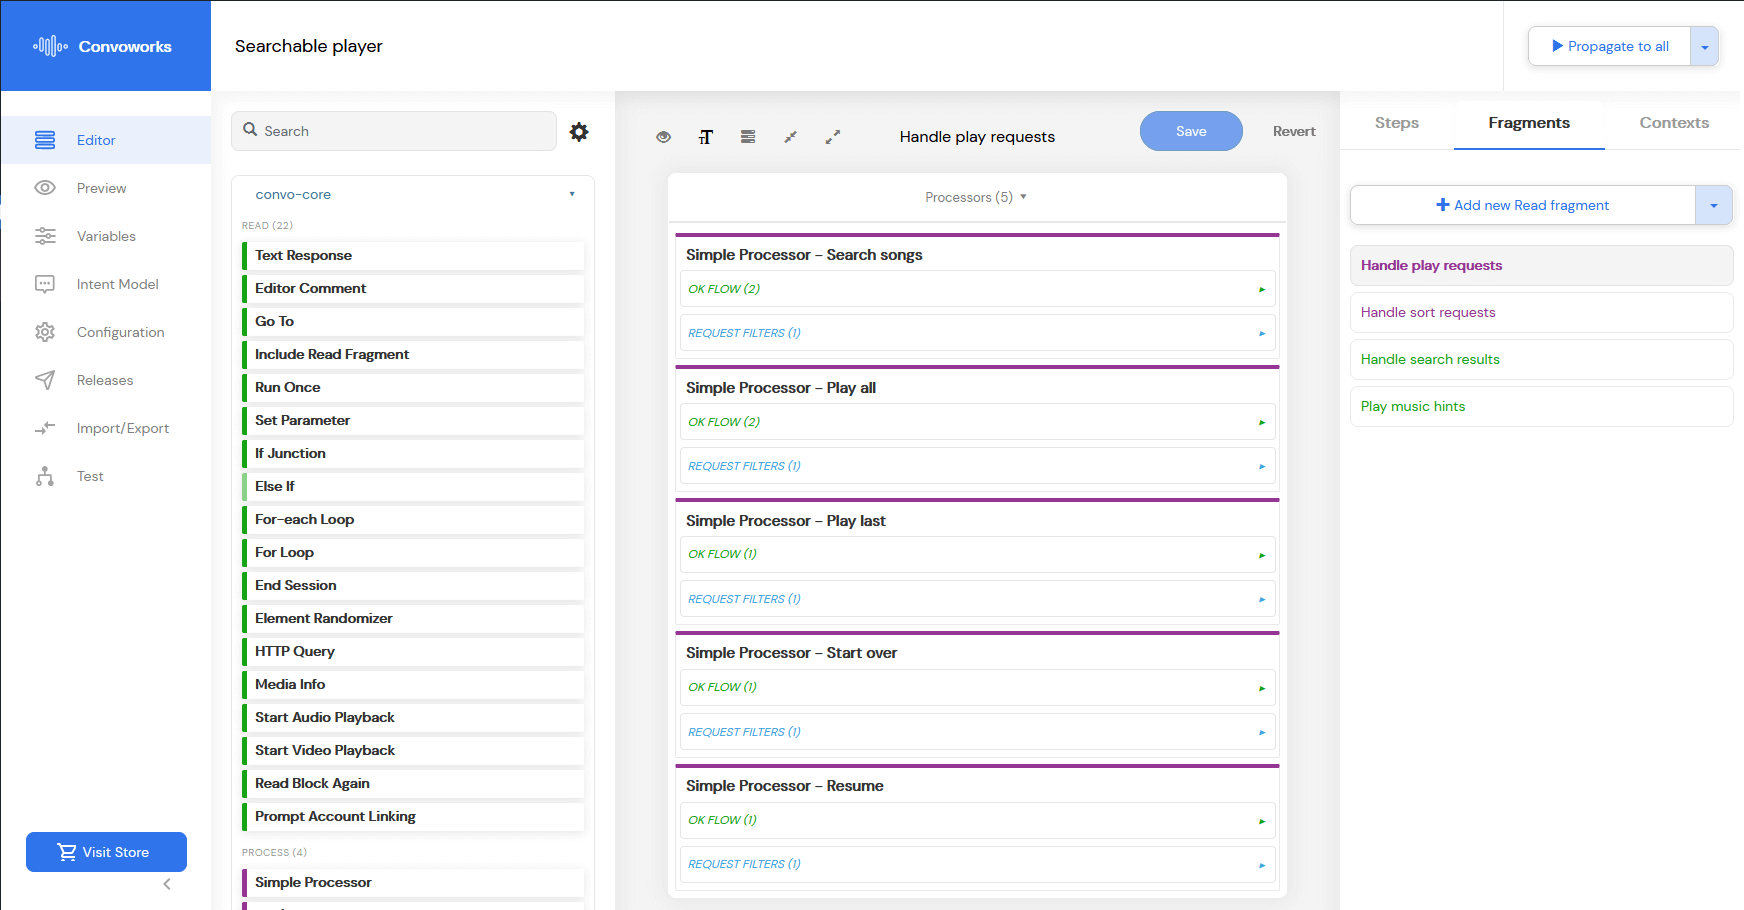 Convoworks
Searchable player
Propagate to all
Editor
Preview
Variables
Intent Model
Configuration
Releases
Import/Export
Test
Visit Store
Search
convo-core
READ (22)
Text Response
Editor Comment
Go To
Include Read Fragment
Run Once
Set Parameter
If Junction
Else If
For-each Loop
For Loop
End Session
Element Randomizer
HTTP Query
Media Info
Start Audio Playback
Start Video Playback
Read Block Again
Prompt Account Linking
PROCESS (4)
Simple Processor
Handle play requests
Save
Revert
Processors (5)
Simple Processor - Search songs
OK FLOW (2)
REQUEST FILTERS (1)
Simple Processor - Play all
OK FLOW (2)
REQUEST FILTERS (1)
Simple Processor - Play last
OK FLOW (1)
REQUEST FILTERS (1)
Simple Processor - Start over
OK FLOW (1)
REQUEST FILTERS (1)
Simple Processor - Resume
OK FLOW (1)
REQUEST FILTERS (1)
Steps
Fragments
Contexts
Add new Read fragment
Handle play requests
Handle sort requests
Handle search results
Play music hints